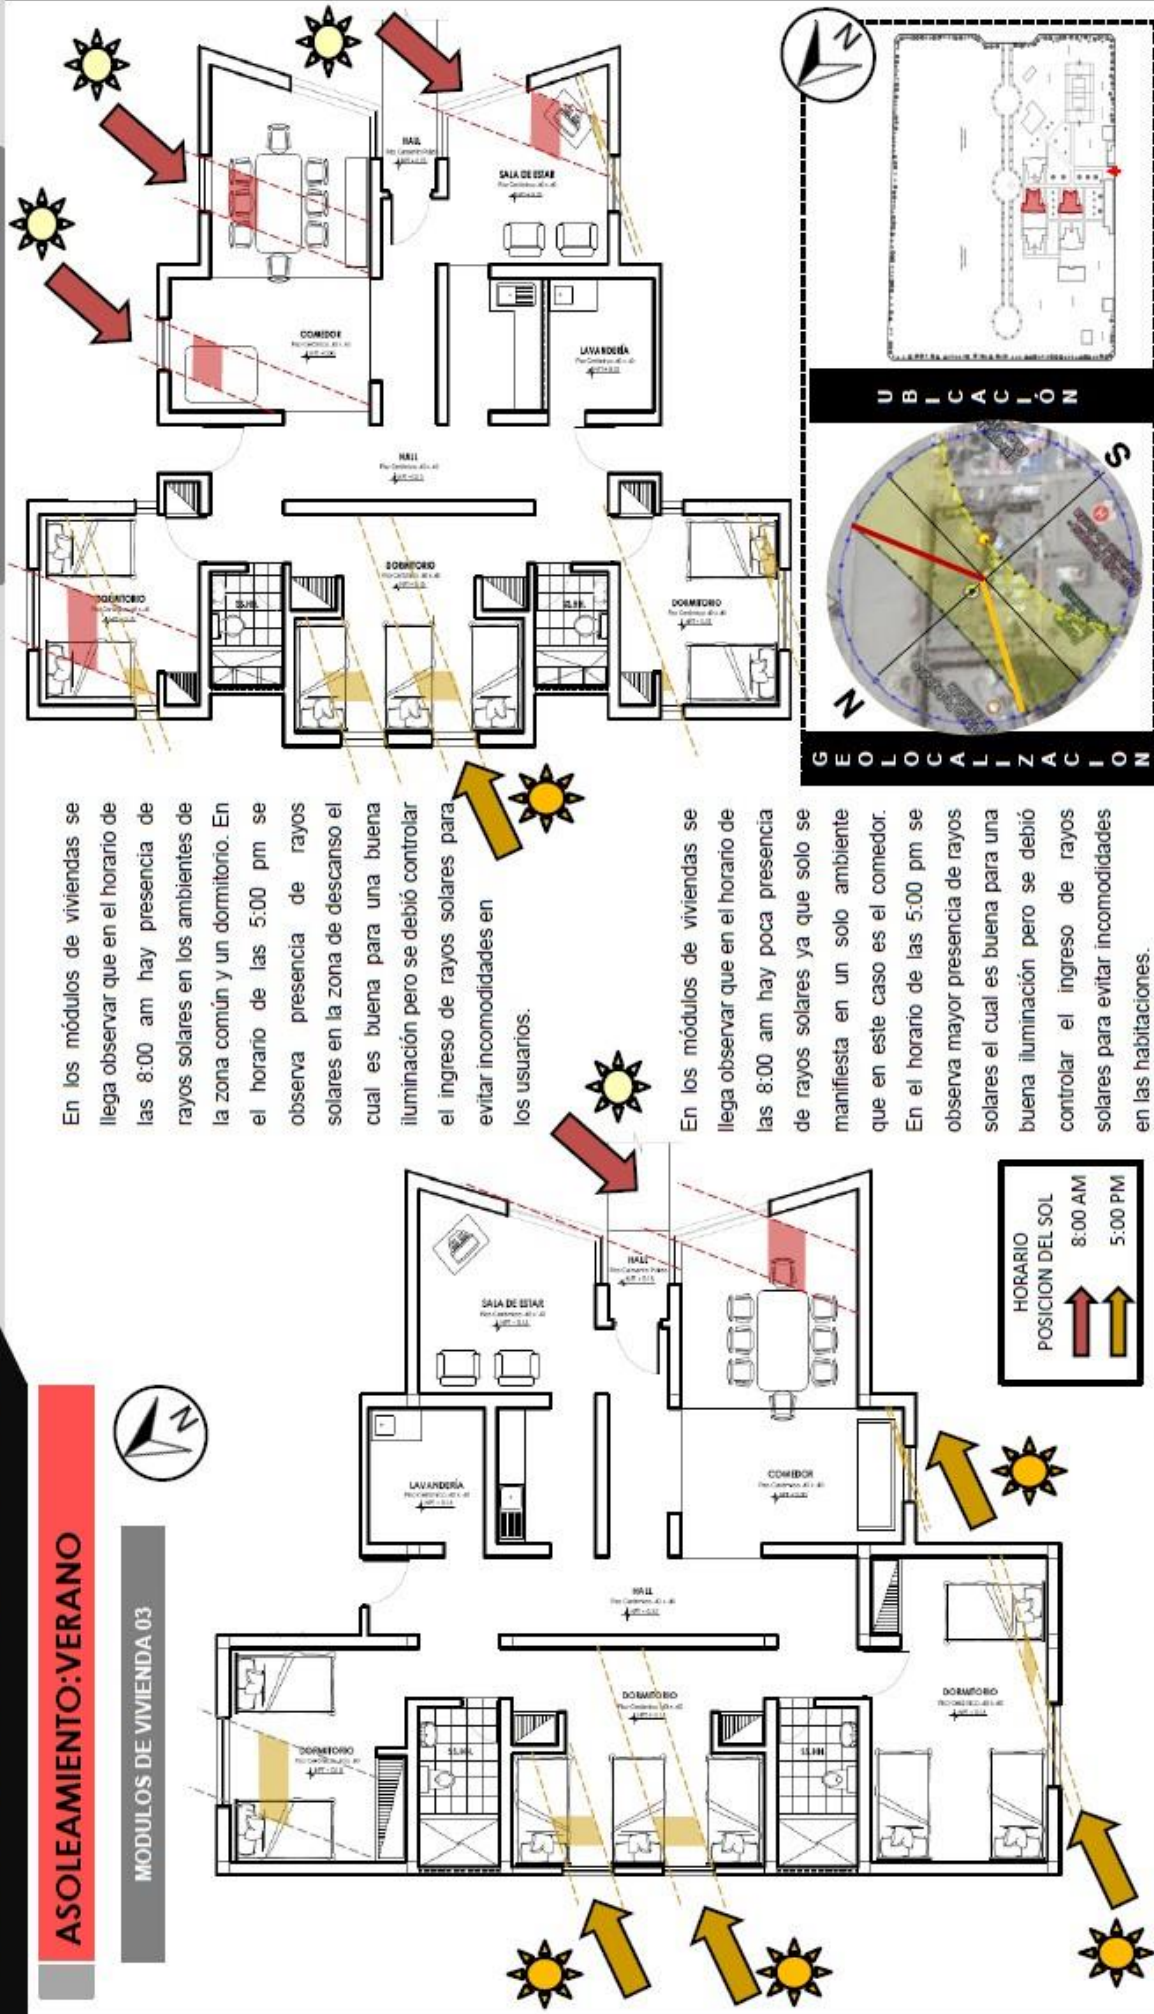 ASOLEAMIENTO:VERANO
MODULOS DE VIVIENDA 03
N
DORMITORIO
SS.HH.
DORMITORIO
SS.HH.
DORMITORIO
HALL
LAVANDERÍA
COMEDOR
SALA DE ESTAR
HALL
HORARIO
POSICION DEL SOL
8:00 AM
5:00 PM
En los módulos de viviendas se
llega observar que en el horario de
las 8:00 am hay presencia de
rayos solares en los ambientes de
la zona común y un dormitorio. En
el horario de las 5:00 pm se
observa presencia de rayos
solares en la zona de descanso el
cual es buena para una buena
iluminación pero se debió controlar
el ingreso de rayos solares para
evitar incomodidades en
los usuarios.
En los módulos de viviendas se
llega observar que en el horario de
las 8:00 am hay poca presencia
de rayos solares ya que solo se
manifiesta en un solo ambiente
que en este caso es el comedor.
En el horario de las 5:00 pm se
observa mayor presencia de rayos
solares el cual es buena para una
buena iluminación pero se debió
controlar el ingreso de rayos
solares para evitar incomodidades
en las habitaciones.
DORMITORIO
SS.HH.
DORMITORIO
SS.HH.
DORMITORIO
HALL
COMEDOR
LAVANDERÍA
HALL
SALA DE ESTAR
GEOLOCALIZACION
N
S
UBICACIÓN
N